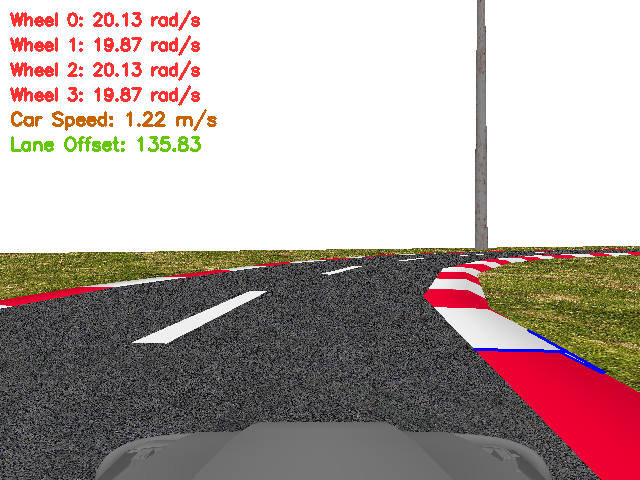 Wheel 0: 20.13 rad/s
Wheel 1: 19.87 rad/s
Wheel 2: 20.13 rad/s
Wheel 3: 19.87 rad/s
Car Speed: 1.22 m/s
Lane Offset: 135.83